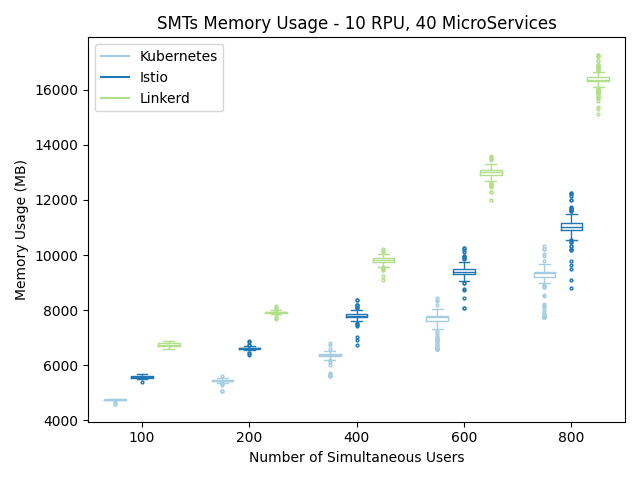 SMTs Memory Usage - 10 RPU, 40 MicroServices
Kubernetes
Istio
Linkerd
16000
14000
12000
10000
8000
6000
4000
Memory Usage (MB)
100 200 400 600 800
Number of Simultaneous Users